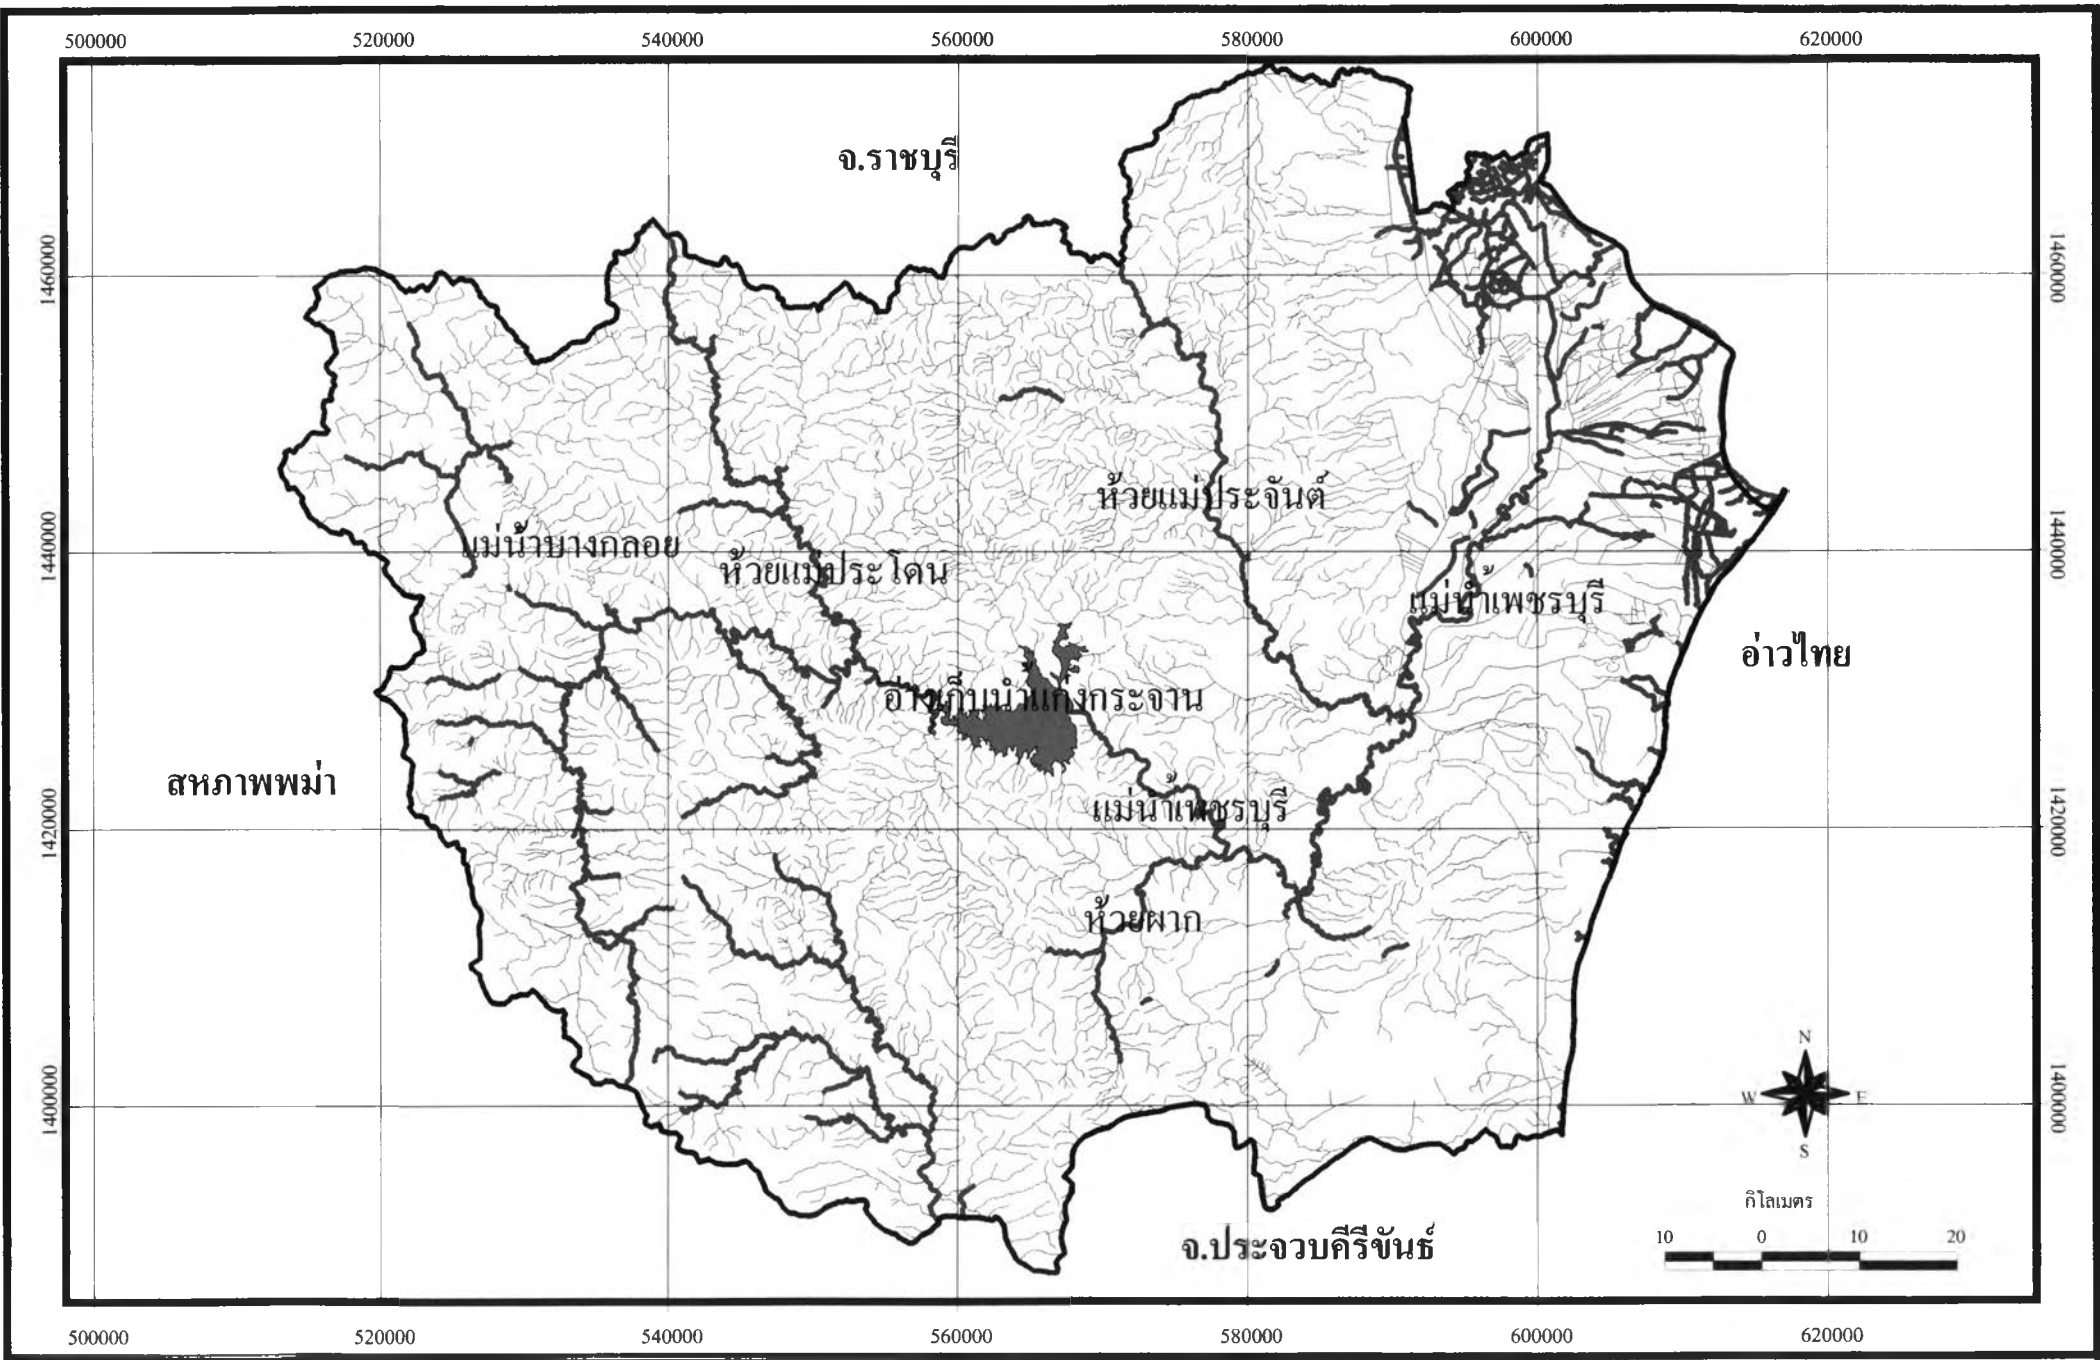 500000 520000 540000 560000 580000 600000 620000
จ.ราชบุรี
1460000 1460000
ห้วยแม่ประจันต์
แม่น้ำบางกลอย
1440000 1440000
ห้วยแม่ประโดน
แม่น้ำเพชรบุรี
อ่าวไทย
อ่างเก็บน้ำแก่งกระจาน
สหภาพพม่า
แม่น้ำเพชรบุรี
1420000 1420000
ห้วยผาก
N
W E
S
1400000 1400000
กิโลเมตร
จ.ประจวบคีรีขันธ์
10 0 10 20
500000 520000 540000 560000 580000 600000 620000